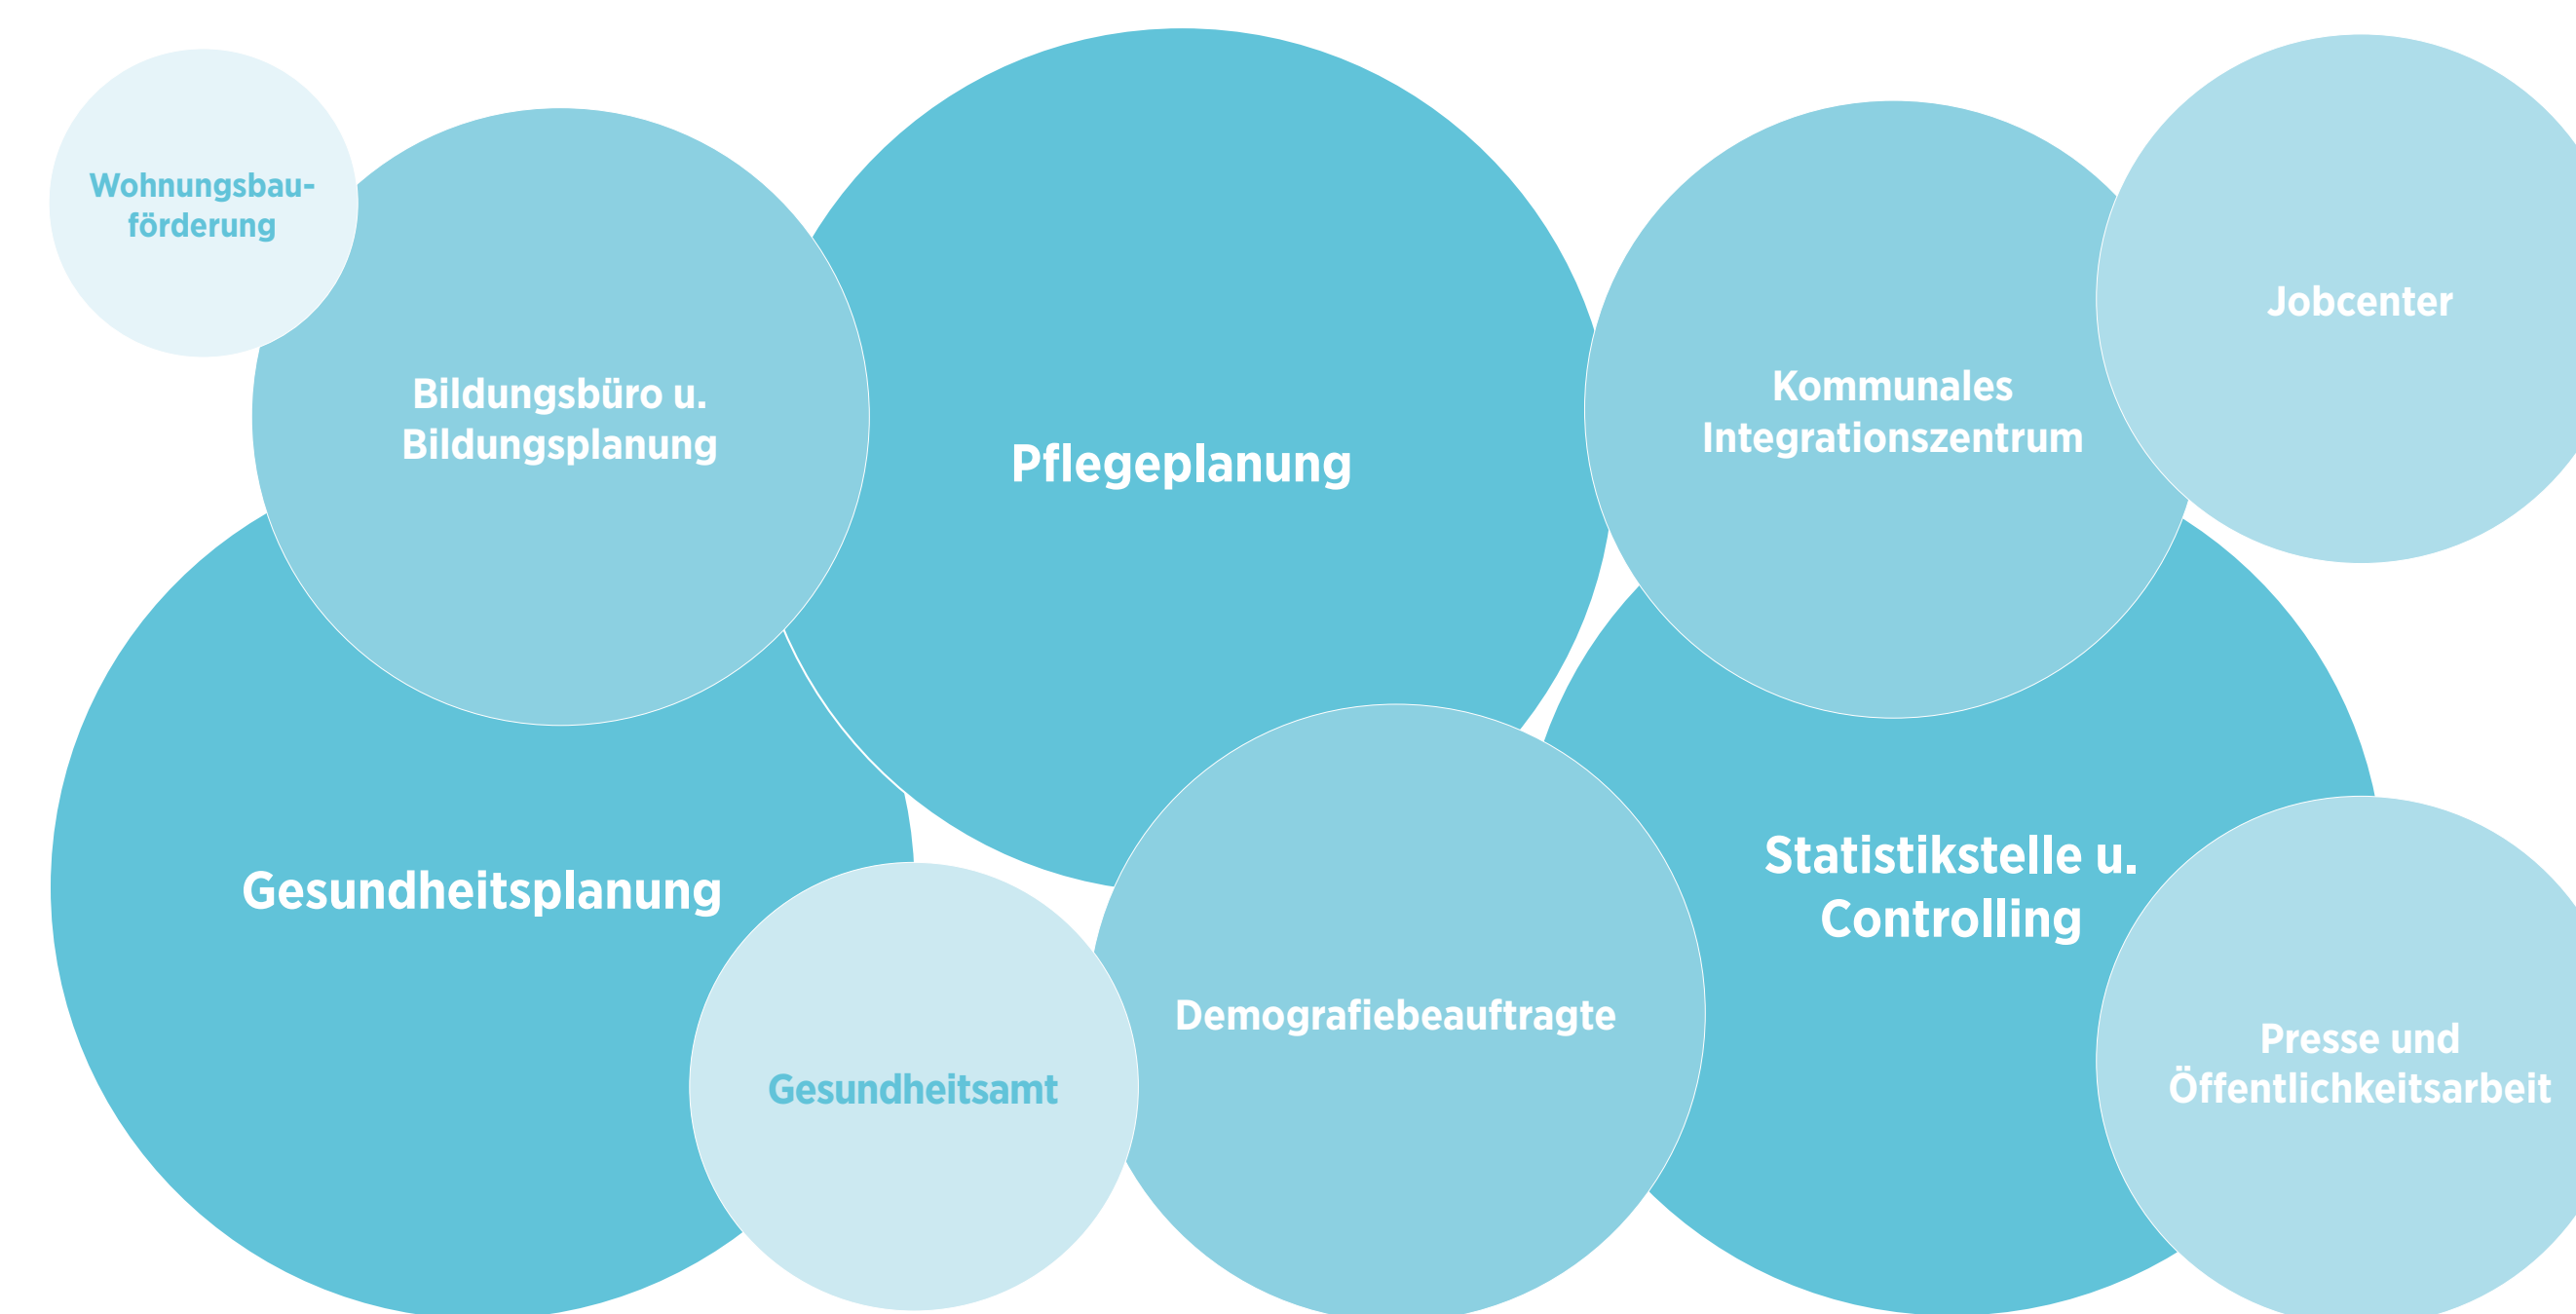 Wohnungsbau-
förderung
Bildungsbüro u.
Bildungsplanung
Pflegeplanung
Kommunales
Integrationszentrum
Jobcenter
Gesundheitsplanung
Gesundheitsamt
Demografiebeauftragte
Statistikstelle u.
Controlling
Presse und
Öffentlichkeitsarbeit